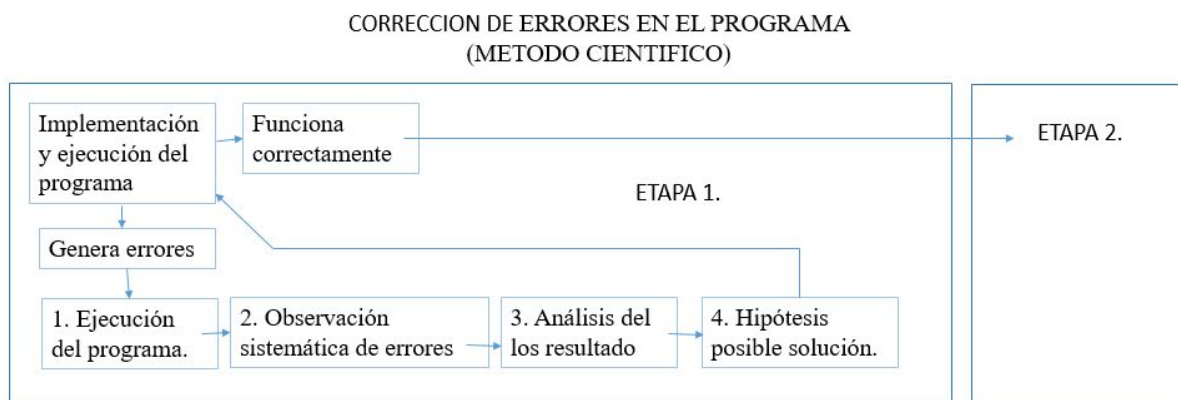 CORRECCION DE ERRORES EN EL PROGRAMA
(METODO CIENTIFICO)
Implementación
y ejecución del
programa
Funciona
correctamente
ETAPA 2.
ETAPA 1.
Genera errores
1. Ejecución
del programa.
2. Observación
sistemática de errores
3. Análisis del
los resultado
4. Hipótesis
posible solución.